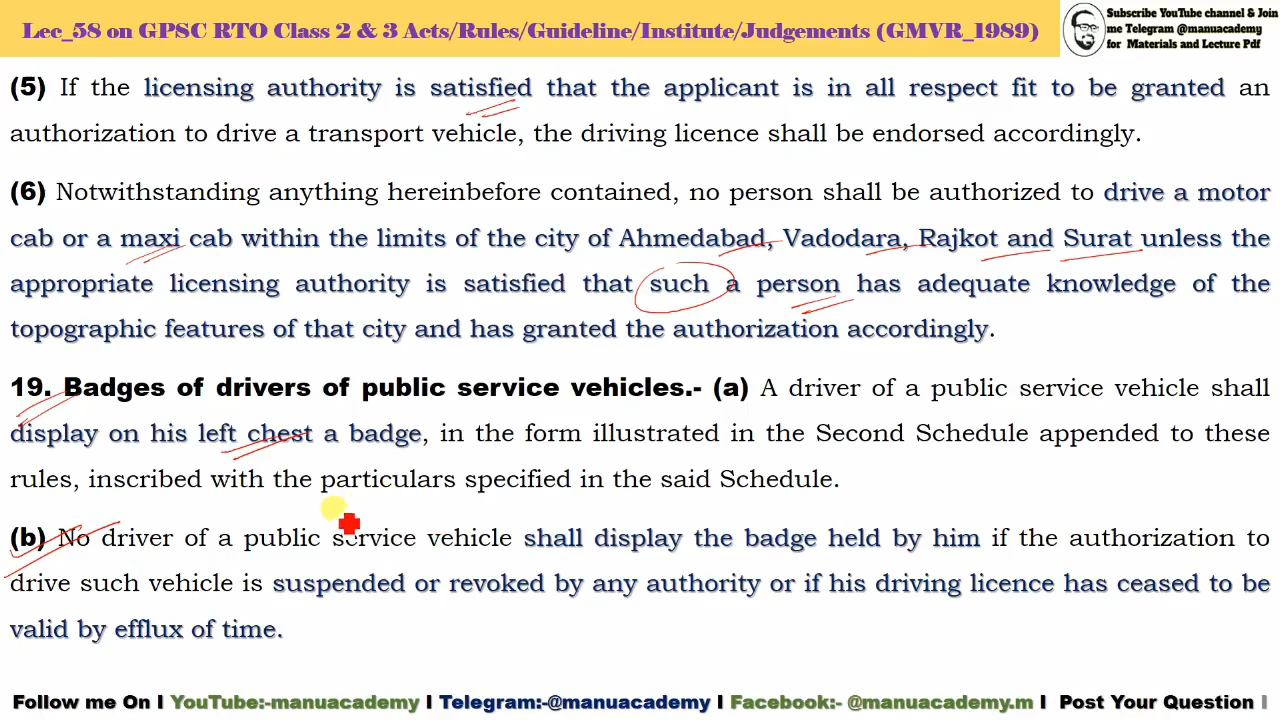 Lec_58 on GPSC RTO Class 2 & 3 Acts/Rules/Guideline/Institute/Judgements (GMVR_1989)
Subscribe YouTube channel & Join
me Telegram @manuacademy
for Materials and Lecture Pdf
(5) If the licensing authority is satisfied that the applicant is in all respect fit to be granted an
authorization to drive a transport vehicle, the driving licence shall be endorsed accordingly.
(6) Notwithstanding anything hereinbefore contained, no person shall be authorized to drive a motor
cab or a maxi cab within the limits of the city of Ahmedabad, Vadodara, Rajkot and Surat unless the
appropriate licensing authority is satisfied that such a person has adequate knowledge of the
topographic features of that city and has granted the authorization accordingly.
19. Badges of drivers of public service vehicles.- (a) A driver of a public service vehicle shall
display on his left chest a badge, in the form illustrated in the Second Schedule appended to these
rules, inscribed with the particulars specified in the said Schedule.
(b) No driver of a public service vehicle shall display the badge held by him if the authorization to
drive such vehicle is suspended or revoked by any authority or if his driving licence has ceased to be
valid by efflux of time.
Follow me On I YouTube:-manuacademy I Telegram:-@manuacademy I Facebook:- @manuacademy.m I Post Your Question I